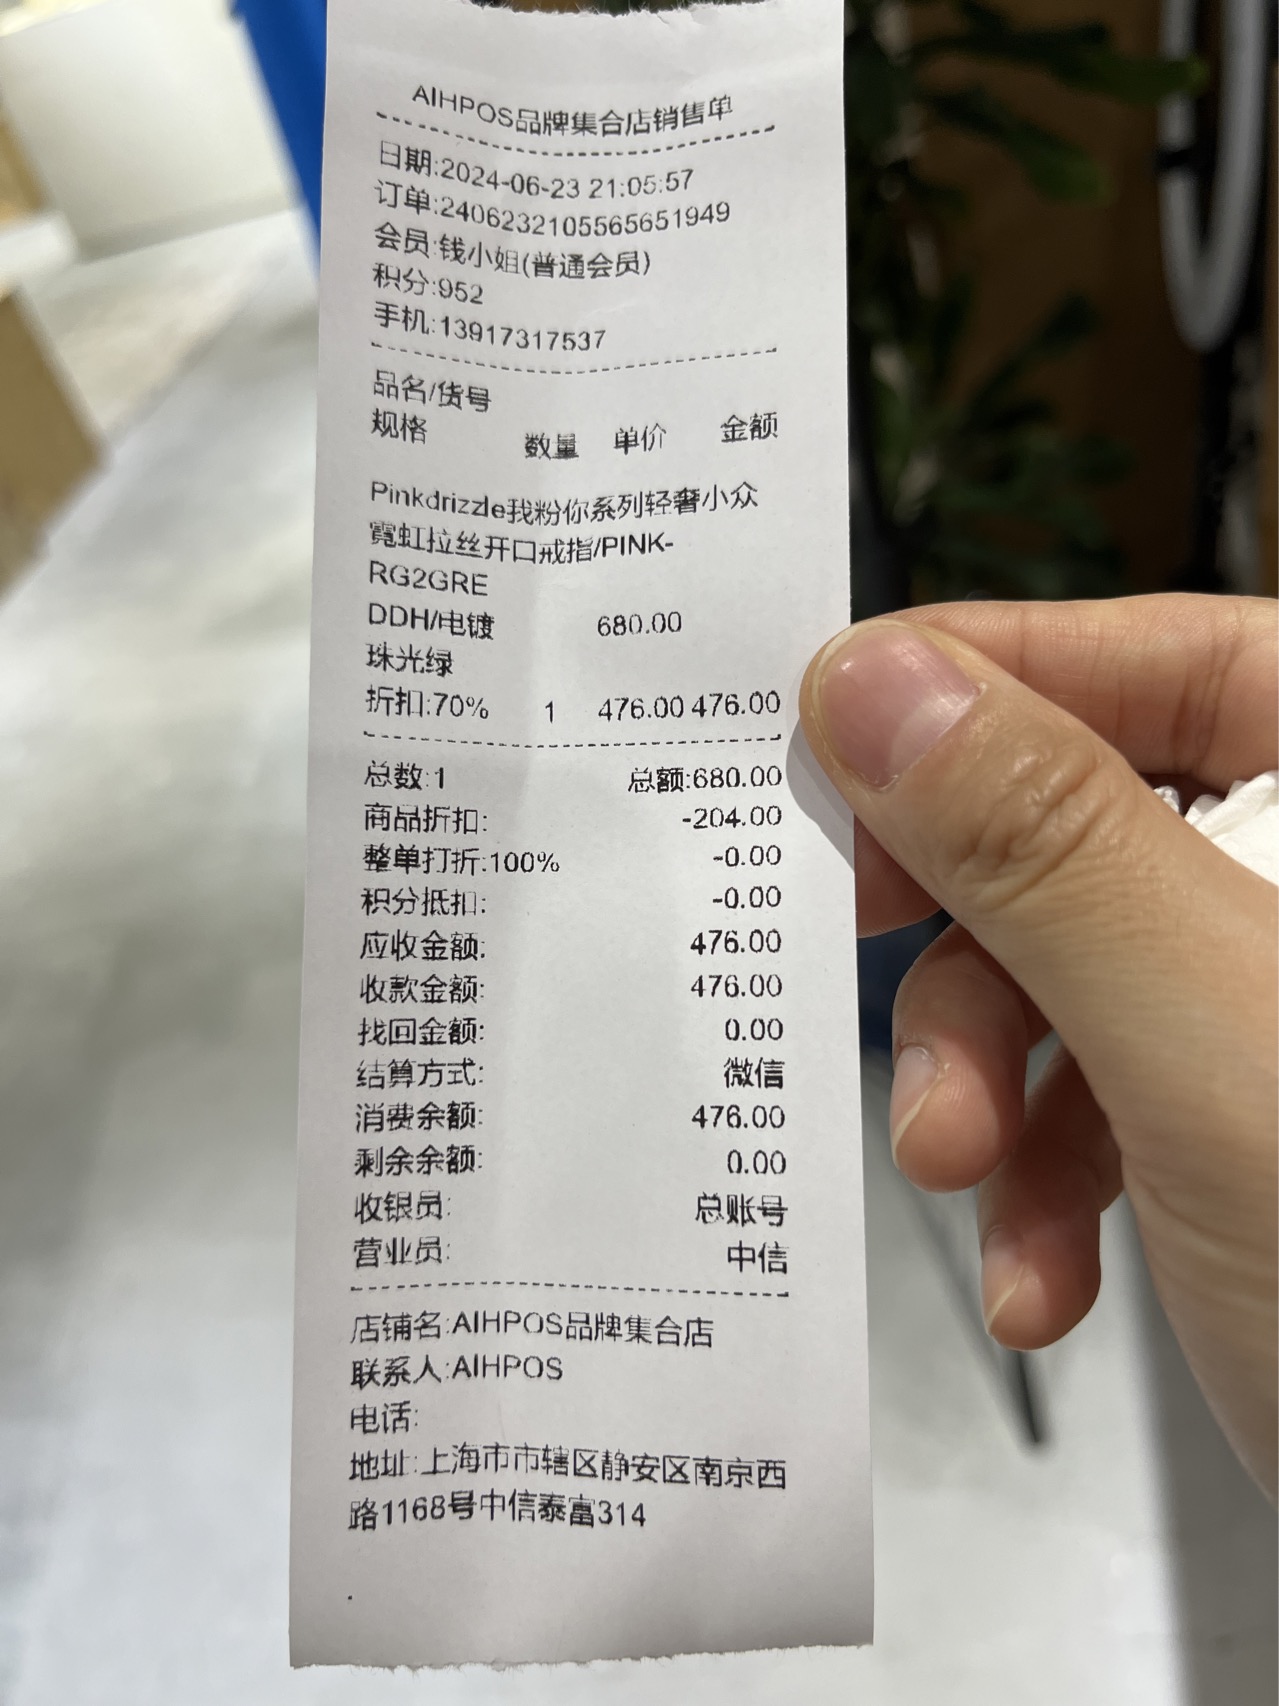 AIHPOS品牌集合店销售单
日期:2024-06-23 21:05:57
订单:2406232105565651949
会员:钱小姐(普通会员)
积分:952
手机:13917317537
品名/货号
规格 数量 单价 金额
Pinkdrizzle我粉你系列轻奢小众
霓虹拉丝开口戒指/PINK-
RG2GRE
DDH/电镀 680.00
珠光绿
折扣:70% 1 476.00 476.00
总数:1 总额:680.00
商品折扣: -204.00
整单打折:100% -0.00
积分抵扣: -0.00
应收金额: 476.00
收款金额: 476.00
找回金额: 0.00
结算方式: 微信
消费余额: 476.00
剩余余额: 0.00
收银员: 总账号
营业员: 中信
店铺名:AIHPOS品牌集合店
联系人:AIHPOS
电话:
地址:上海市市辖区静安区南京西
路1168号中信泰富314
.